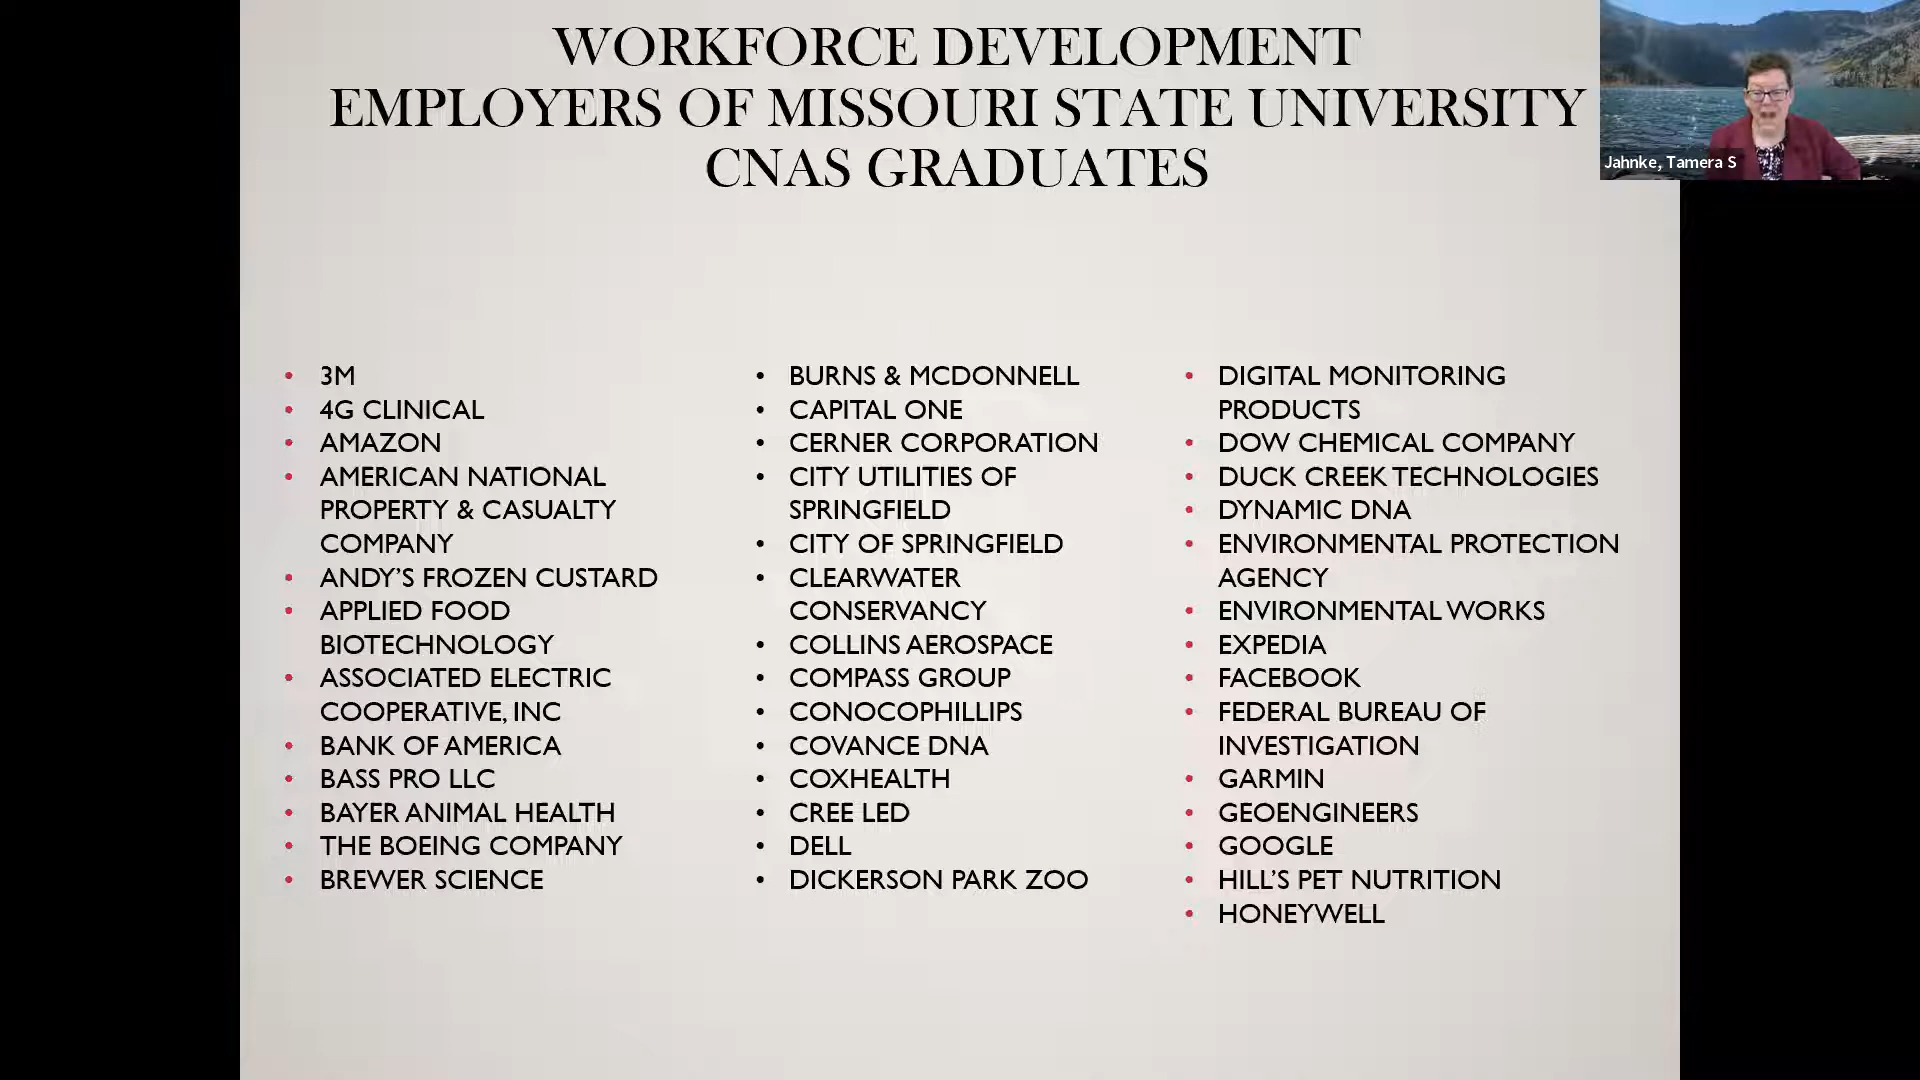 WORKFORCE DEVELOPMENT
EMPLOYERS OF MISSOURI STATE UNIVERSITY
CNAS GRADUATES
Jahnke, Tamera S
• 3M
• 4G CLINICAL
• AMAZON
• AMERICAN NATIONAL
PROPERTY & CASUALTY
COMPANY
• ANDY’S FROZEN CUSTARD
• APPLIED FOOD
BIOTECHNOLOGY
• ASSOCIATED ELECTRIC
COOPERATIVE, INC
• BANK OF AMERICA
• BASS PRO LLC
• BAYER ANIMAL HEALTH
• THE BOEING COMPANY
• BREWER SCIENCE
• BURNS & MCDONNELL
• CAPITAL ONE
• CERNER CORPORATION
• CITY UTILITIES OF
SPRINGFIELD
• CITY OF SPRINGFIELD
• CLEARWATER
CONSERVANCY
• COLLINS AEROSPACE
• COMPASS GROUP
• CONOCOPHILLIPS
• COVANCE DNA
• COXHEALTH
• CREE LED
• DELL
• DICKERSON PARK ZOO
• DIGITAL MONITORING
PRODUCTS
• DOW CHEMICAL COMPANY
• DUCK CREEK TECHNOLOGIES
• DYNAMIC DNA
• ENVIRONMENTAL PROTECTION
AGENCY
• ENVIRONMENTAL WORKS
• EXPEDIA
• FACEBOOK
• FEDERAL BUREAU OF
INVESTIGATION
• GARMIN
• GEOENGINEERS
• GOOGLE
• HILL’S PET NUTRITION
• HONEYWELL